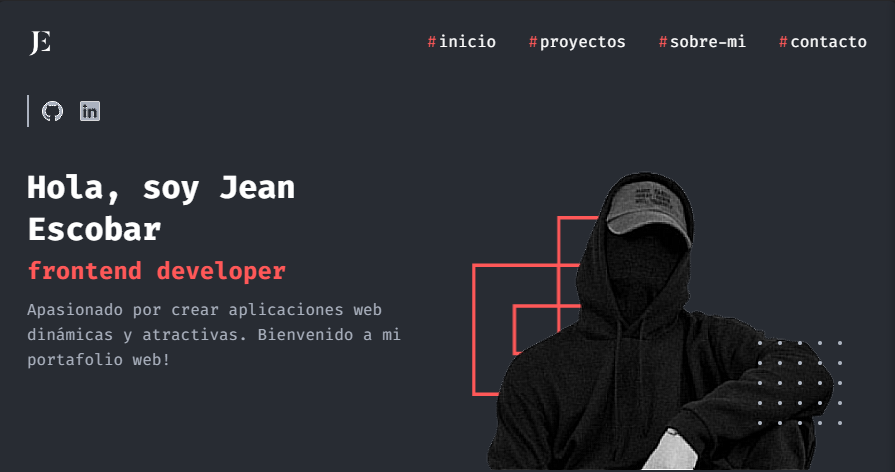 JE
#inicio #proyectos #sobre-mi #contacto
in
Hola, soy Jean
Escobar
frontend developer
Apasionado por crear aplicaciones web
dinámicas y atractivas. Bienvenido a mi
portafolio web!